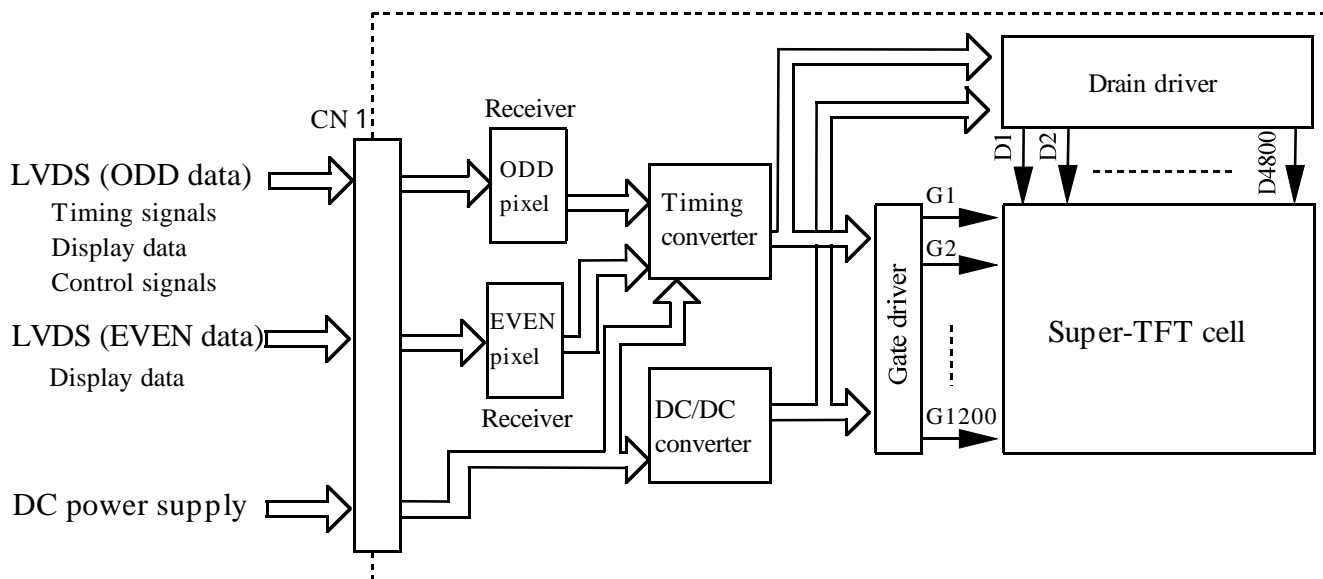 CN 1
LVDS (ODD data)
Timing signals
Display data
Control signals
LVDS (EVEN data)
Display data
DC power supply
Receiver
ODD
pixel
EVEN
pixel
Receiver
Timing
converter
DC/DC
converter
Gate driver
Drain driver
D1
D2
D4800
G1
G2
G1200
Super-TFT cell